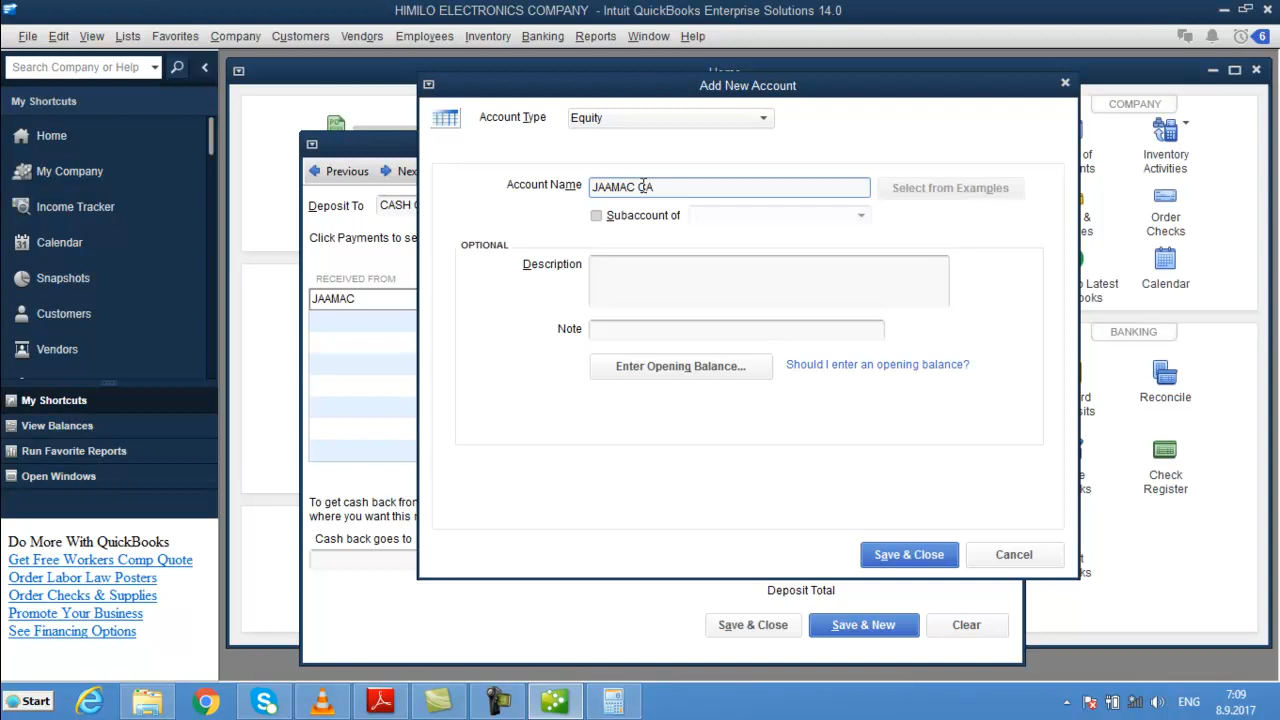 HIMILO ELECTRONICS COMPANY - Intuit QuickBooks Enterprise Solutions 14.0
File Edit View Lists Favorites Company Customers Vendors Employees Inventory Banking Reports Window Help 6
Search Company or Help
My Shortcuts
Home
My Company
Income Tracker
Calendar
Snapshots
Customers
Vendors
My Shortcuts
View Balances
Run Favorite Reports
Open Windows
Do More With QuickBooks
Get Free Workers Comp Quote
Order Labor Law Posters
Order Checks & Supplies
Promote Your Business
See Financing Options
Previous
Deposit To CASH
Click Payments to se
RECEIVED FROM
JAAMAC
To get cash back from
where you want this
Cash back goes to
Add New Account
Account Type Equity
Account Name JAAMAC CA Select from Examples
Subaccount of
OPTIONAL
Description
Note
Enter Opening Balance... Should I enter an opening balance?
Save & Close Cancel
Deposit Total
Save & Close Save & New Clear
COMPANY
Inventory
Activities
Order
Checks
Calendar
BANKING
Reconcile
Check
Register
Start
ENG
7:09
8.9.2017